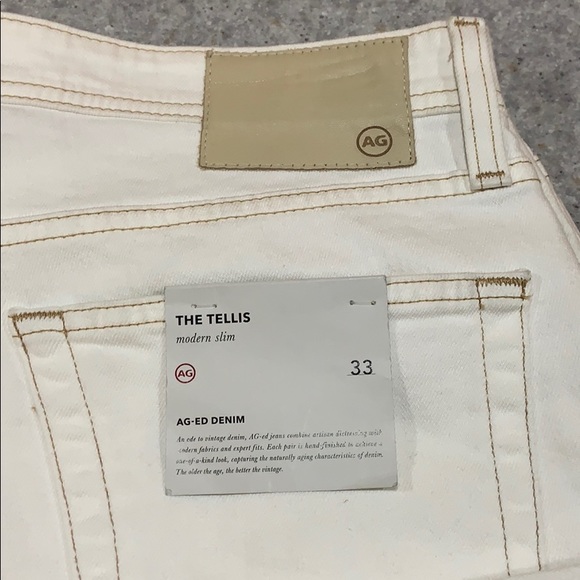 AG
THE TELLIS
modern slim
AG
33
AG-ED DENIM
An ode to vintage denim, AG-ed jeans combine artisan distressing with
modern fabrics and expert fits. Each pair is hand-finished to achieve a
one-of-a-kind look, capturing the naturally aging characteristics of denim.
The older the age, the better the vintage.